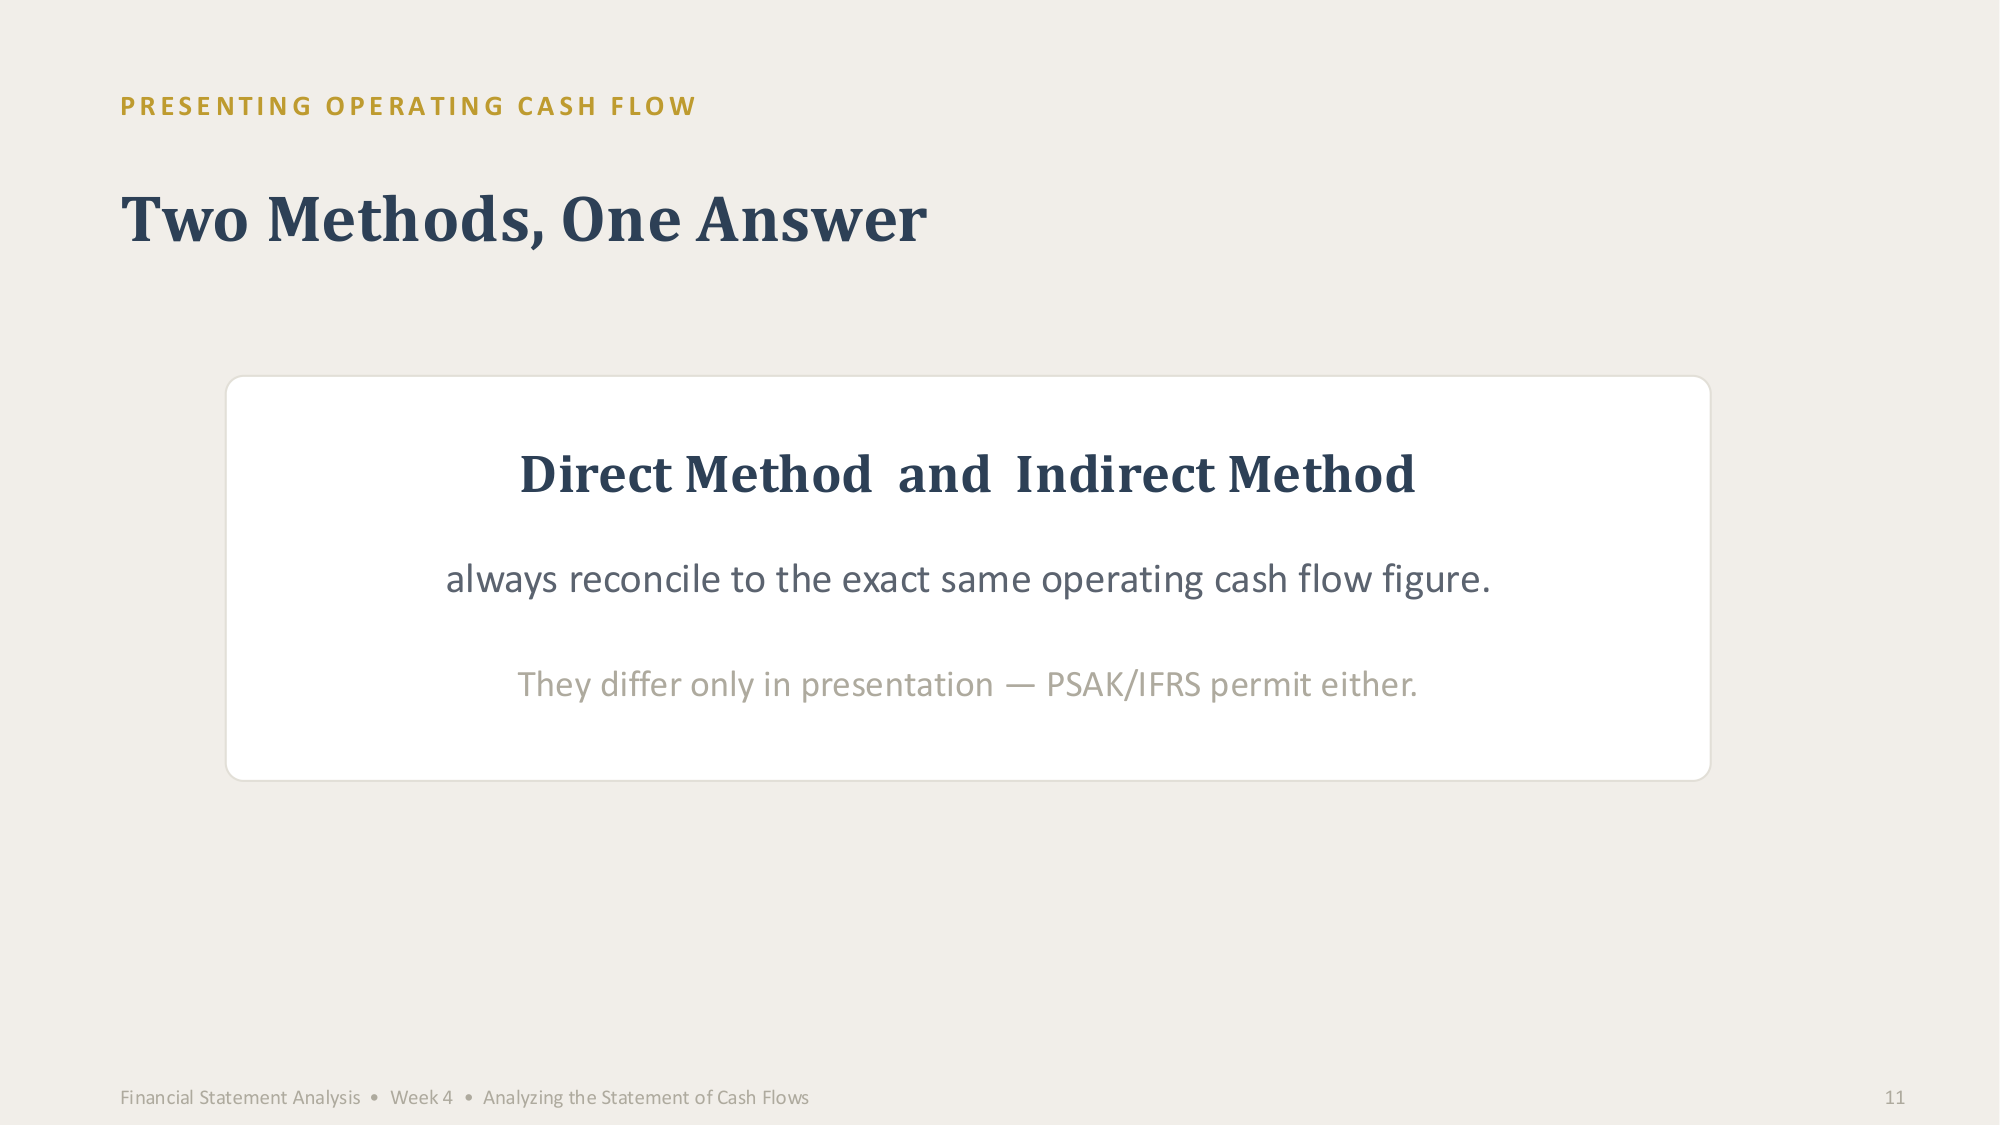 PRESENTING OPERATING CASH FLOW
Two Methods, One Answer
Direct Method and Indirect Method
always reconcile to the exact same operating cash flow figure.
They differ only in presentation — PSAK/IFRS permit either.
Financial Statement Analysis • Week 4 • Analyzing the Statement of Cash Flows
11